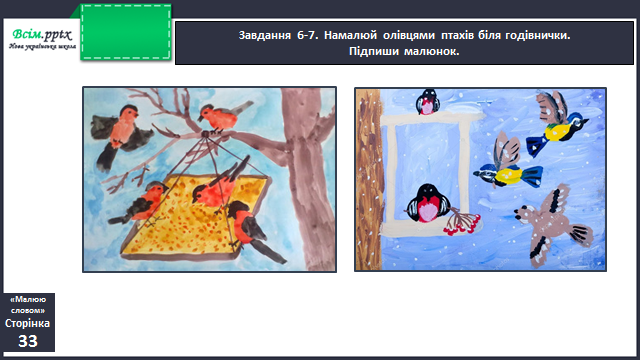 Всім.pptx
Нова українська школа
Завдання 6-7. Намалюй олівцями птахів біля годівнички.
Підпиши малюнок.
«Малюю
словом»
Сторінка
33